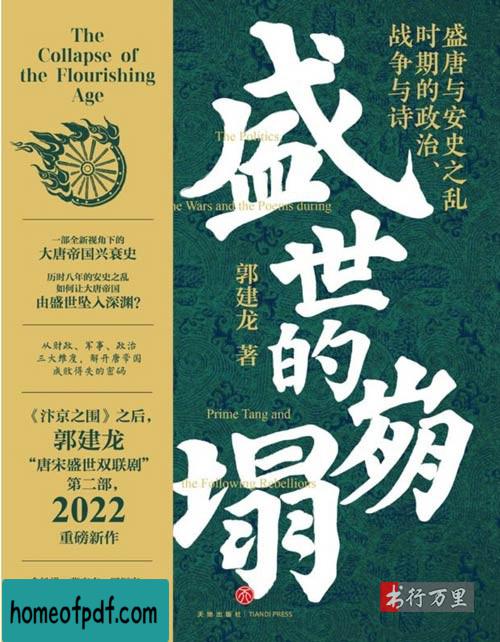 The
Collapse of
the Flourishing
Age
一部全新视角下的
大唐帝国兴衰史
历时八年的安史之乱
如何让大唐帝国
由盛世坠入深渊？
从财政、军事、政治
三大维度，解开唐帝国
成败得失的密码
《汴京之围》之后，
郭建龙
“唐宋盛世双联剧”
第二部，
2022
重磅新作
盛唐与安史之乱
时期的政治、
战争与诗
盛世的崩塌
The Politics
the Wars and the Poems during
Prime Tang and
the Following Rebellions
郭建龙 著
天地出版社 | TIANDI PRESS
书行万里
homeofpdf.com